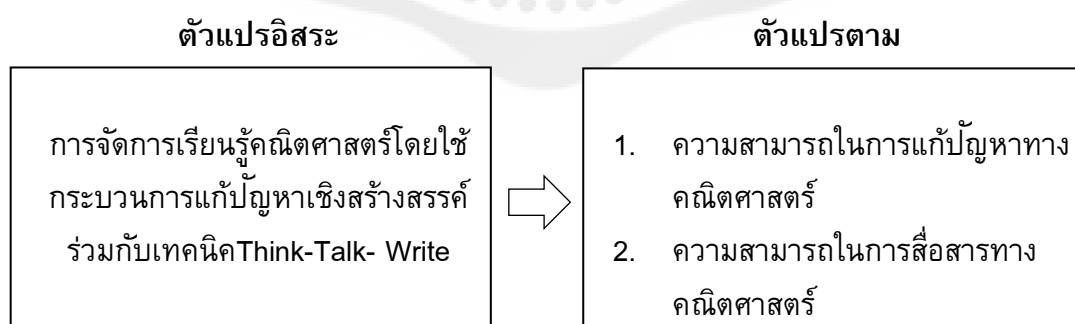 ตัวแปรอิสระ
ตัวแปรตาม
การจัดการเรียนรู้คณิตศาสตร์โดยใช้
กระบวนการแก้ปัญหาเชิงสร้างสรรค์
ร่วมกับเทคนิคThink-Talk- Write
1. ความสามารถในการแก้ปัญหาทาง
คณิตศาสตร์
2. ความสามารถในการสื่อสารทาง
คณิตศาสตร์